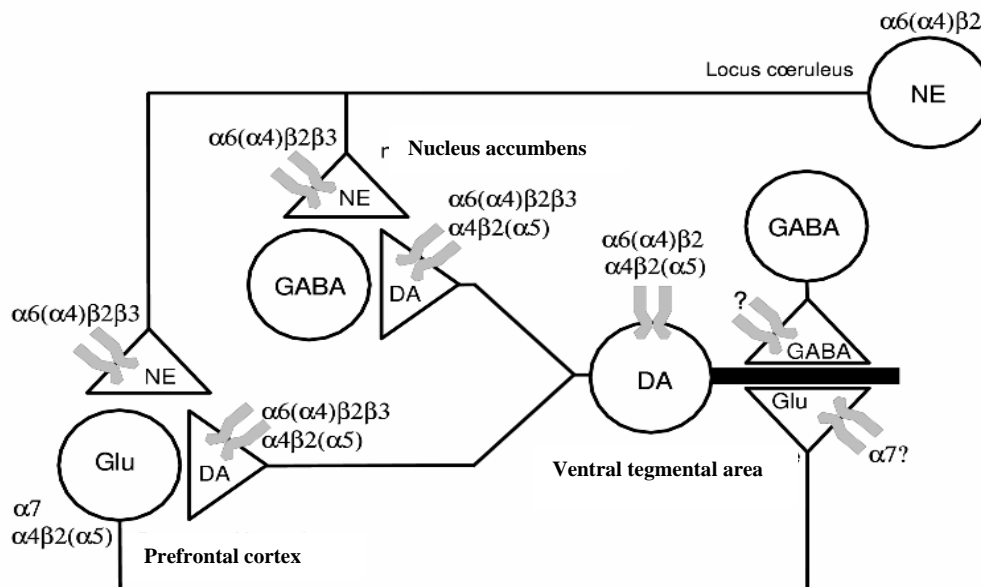 α6(α4)β2
Locus cœruleus
NE
α6(α4)β2β3
r Nucleus accumbens
NE
α6(α4)β2β3
α4β2(α5)
GABA
DA
α6(α4)β2
α4β2(α5)
GABA
?
GABA
α6(α4)β2β3
NE
DA
Glu
α6(α4)β2β3
α4β2(α5)
Glu
DA
Ventral tegmental area
α7?
α7
α4β2(α5)
Prefrontal cortex